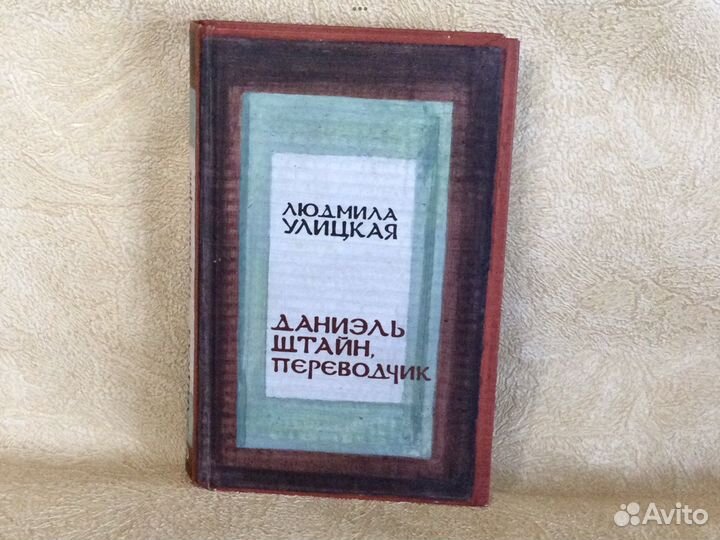 ЛЮДМИЛА
УЛИЦКАЯ
ДАНИЭЛЬ
ШТАЙН,
ПЕРЕВОДЧИК
Avito